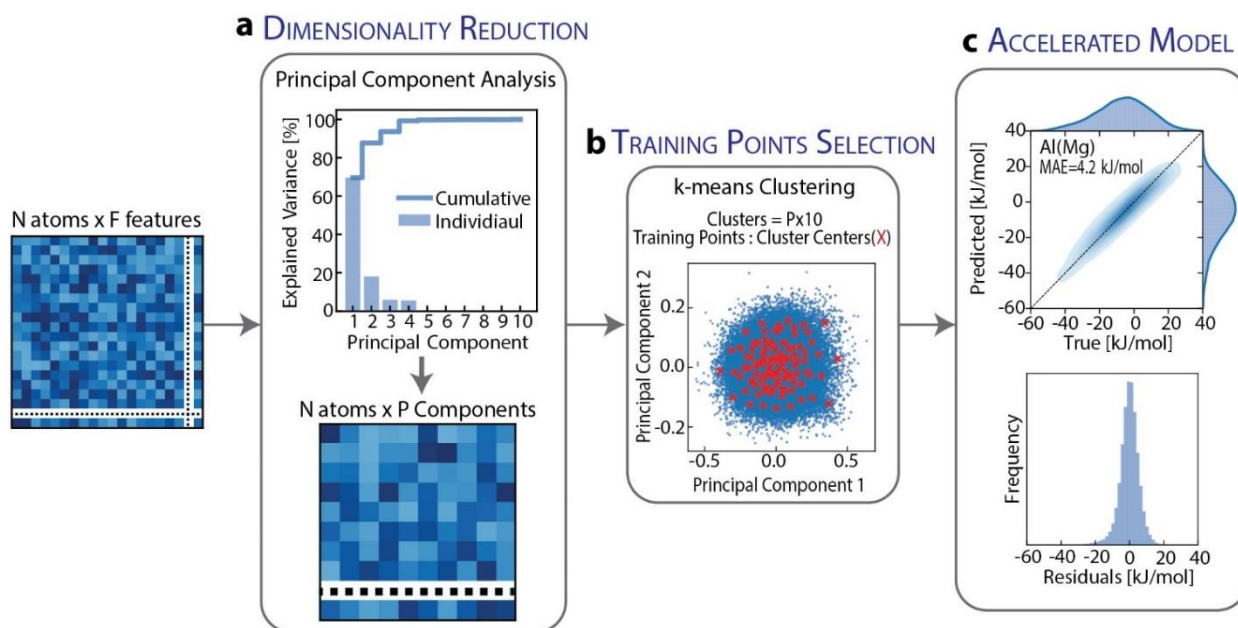 a DIMENSIONALITY REDUCTION
Principal Component Analysis
Explained Variance [%]
100
80
60
40
20
0
Cumulative
Individiaul
1 2 3 4 5 6 7 8 9 10
Principal Component
N atoms x F features
N atoms x P Components
b TRAINING POINTS SELECTION
k-means Clustering
Clusters = Px10
Training Points : Cluster Centers(X)
Principal Component 2
0.2
0.0
-0.2
-0.5 0.0 0.5
Principal Component 1
c ACCELERATED MODEL
Al(Mg)
MAE=4.2 kJ/mol
Predicted [kJ/mol]
40
20
0
-20
-40
-60
-60 -40 -20 0 20 40
True [kJ/mol]
Frequency
-60 -40 -20 0 20 40
Residuals [kJ/mol]